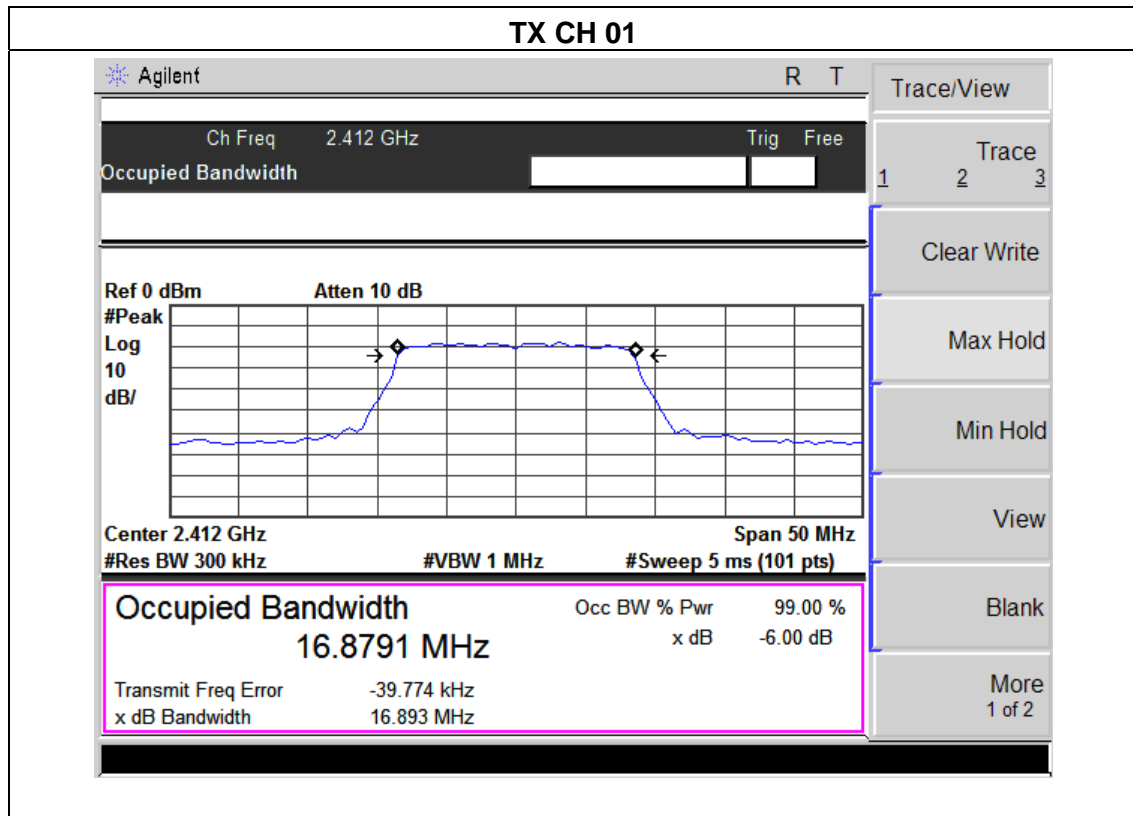 TX CH 01
Agilent R T
Trace/View
Ch Freq 2.412 GHz Trig Free
Occupied Bandwidth
Trace
1 2 3
Clear Write
Max Hold
Min Hold
View
Blank
More
1 of 2
Ref 0 dBm Atten 10 dB
#Peak
Log
10
dB/
Center 2.412 GHz Span 50 MHz
#Res BW 300 kHz #VBW 1 MHz #Sweep 5 ms (101 pts)
Occupied Bandwidth Occ BW % Pwr 99.00 %
16.8791 MHz x dB -6.00 dB
Transmit Freq Error -39.774 kHz
x dB Bandwidth 16.893 MHz